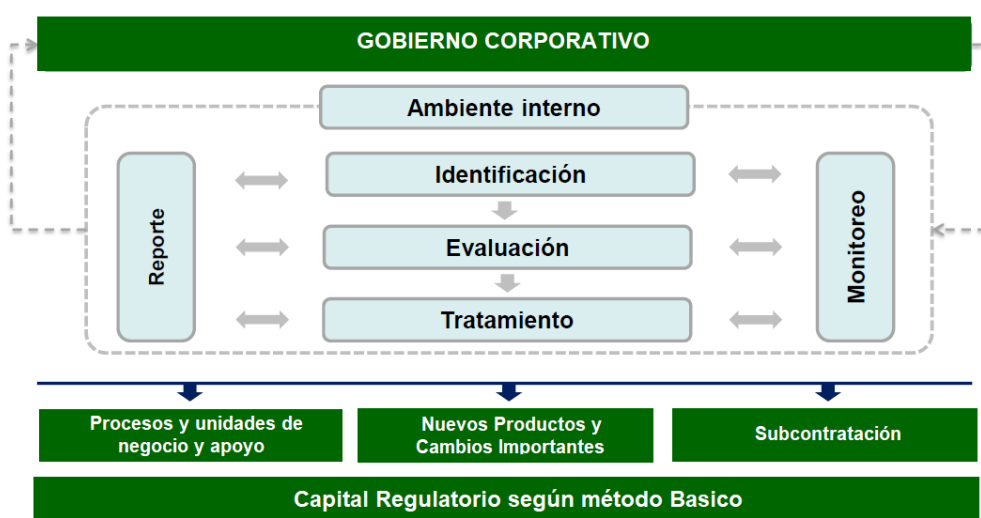 GOBIERNO CORPORATIVO
Ambiente interno
Identificación
Reporte
Evaluación
Monitoreo
Tratamiento
Procesos y unidades de
negocio y apoyo
Nuevos Productos y
Cambios Importantes
Subcontratación
Capital Regulatorio según método Basico